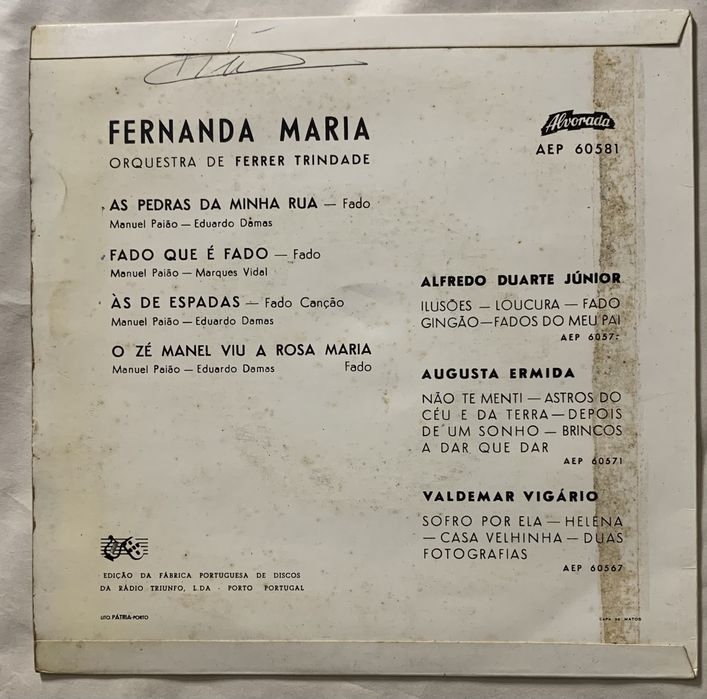 FERNANDA MARIA
ORQUESTRA DE FERRER TRINDADE
Alvorada
AEP 60581
AS PEDRAS DA MINHA RUA — Fado
Manuel Paião — Eduardo Damas
FADO QUE É FADO — Fado
Manuel Paião — Marques Vidal
ÀS DE ESPADAS — Fado Canção
Manuel Paião — Eduardo Damas
O ZÉ MANEL VIU A ROSA MARIA
Manuel Paião — Eduardo Damas Fado
ALFREDO DUARTE JÚNIOR
ILUSÕES — LOUCURA — FADO
GINGÃO — FADOS DO MEU PAI
AEP
AUGUSTA ERMIDA
NÃO TE MENTI — ASTROS DO
CÉU E DA TERRA — DEPOIS
DE UM SONHO — BRINCOS
A DAR QUE DAR
AEP 60571
VALDEMAR VIGÁRIO
SOFRO POR ELA — HELENA
— CASA VELHINHA — DUAS
FOTOGRAFIAS
AEP 60567
EDIÇÃO DA FÁBRICA PORTUGUESA DE DISCOS
DA RÁDIO TRIUNFO, L.DA - PORTO PORTUGAL
LITO. PÁTRIA-PORTO
CAPA DE MATOS